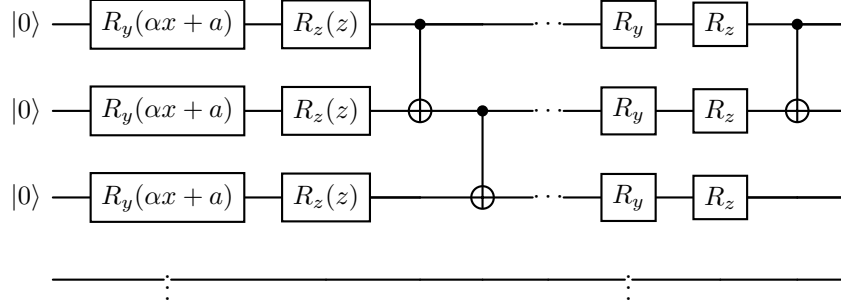 |0⟩ R_y(αx + a) R_z(z) ··· R_y R_z
|0⟩ R_y(αx + a) R_z(z) ··· R_y R_z
|0⟩ R_y(αx + a) R_z(z) ··· R_y R_z
⋮ ⋮